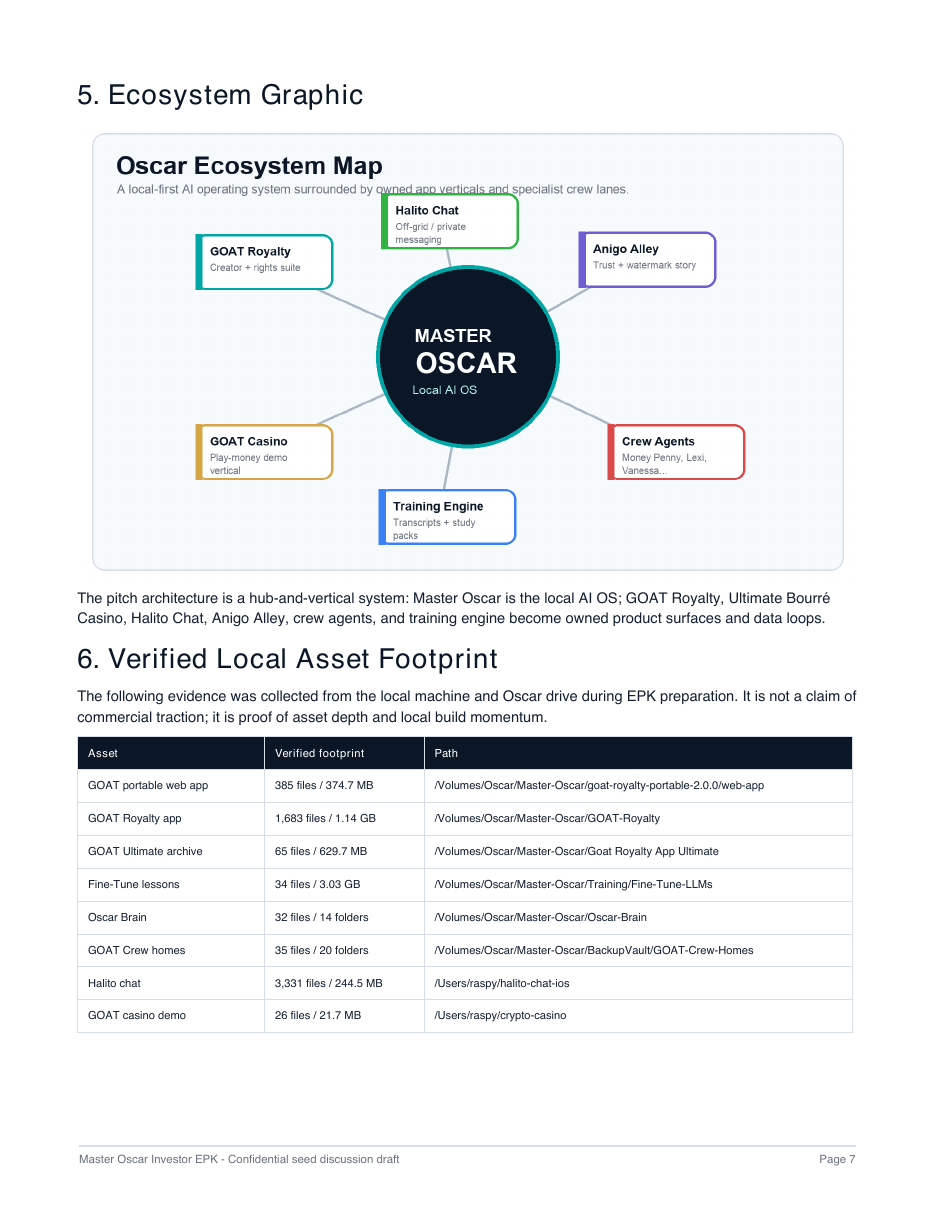 5. Ecosystem Graphic
Oscar Ecosystem Map
A local-first AI operating system surrounded by owned app verticals and specialist crew lanes.
Halito Chat
Off-grid / private
messaging
GOAT Royalty
Creator + rights suite
Anigo Alley
Trust + watermark story
MASTER
OSCAR
Local AI OS
GOAT Casino
Play-money demo
vertical
Crew Agents
Money Penny, Lexi,
Vanessa...
Training Engine
Transcripts + study
packs
The pitch architecture is a hub-and-vertical system: Master Oscar is the local AI OS; GOAT Royalty, Ultimate Bourré
Casino, Halito Chat, Anigo Alley, crew agents, and training engine become owned product surfaces and data loops.
6. Verified Local Asset Footprint
The following evidence was collected from the local machine and Oscar drive during EPK preparation. It is not a claim of
commercial traction; it is proof of asset depth and local build momentum.
Asset Verified footprint Path
GOAT portable web app 385 files / 374.7 MB /Volumes/Oscar/Master-Oscar/goat-royalty-portable-2.0.0/web-app
GOAT Royalty app 1,683 files / 1.14 GB /Volumes/Oscar/Master-Oscar/GOAT-Royalty
GOAT Ultimate archive 65 files / 629.7 MB /Volumes/Oscar/Master-Oscar/Goat Royalty App Ultimate
Fine-Tune lessons 34 files / 3.03 GB /Volumes/Oscar/Master-Oscar/Training/Fine-Tune-LLMs
Oscar Brain 32 files / 14 folders /Volumes/Oscar/Master-Oscar/Oscar-Brain
GOAT Crew homes 35 files / 20 folders /Volumes/Oscar/Master-Oscar/BackupVault/GOAT-Crew-Homes
Halito chat 3,331 files / 244.5 MB /Users/raspy/halito-chat-ios
GOAT casino demo 26 files / 21.7 MB /Users/raspy/crypto-casino
Master Oscar Investor EPK - Confidential seed discussion draft Page 7